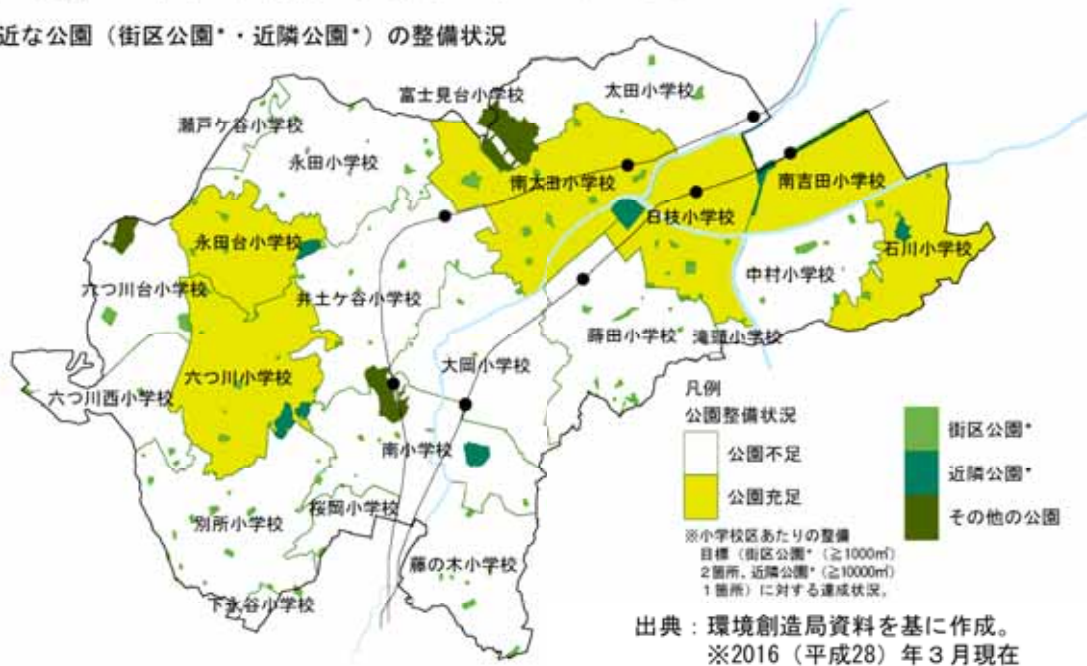 近な公園（街区公園*・近隣公園*）の整備状況
富士見台小学校
太田小学校
瀬戸ケ谷小学校
永田小学校
南太田小学校
南吉田小学校
日枝小学校
永田台小学校
石川小学校
中村小学校
六つ川台小学校
井土ケ谷小学校
蒔田小学校
滝頭小学校
大岡小学校
六つ川小学校
六つ川西小学校
南小学校
桜岡小学校
別所小学校
藤の木小学校
下永谷小学校
凡例
公園整備状況
公園不足
公園充足
街区公園*
近隣公園*
その他の公園
※小学校区あたりの整備
目標（街区公園*（≧1000㎡）
2箇所、近隣公園*（≧10000㎡）
1箇所）に対する達成状況。
出典：環境創造局資料を基に作成。
※2016（平成28）年３月現在